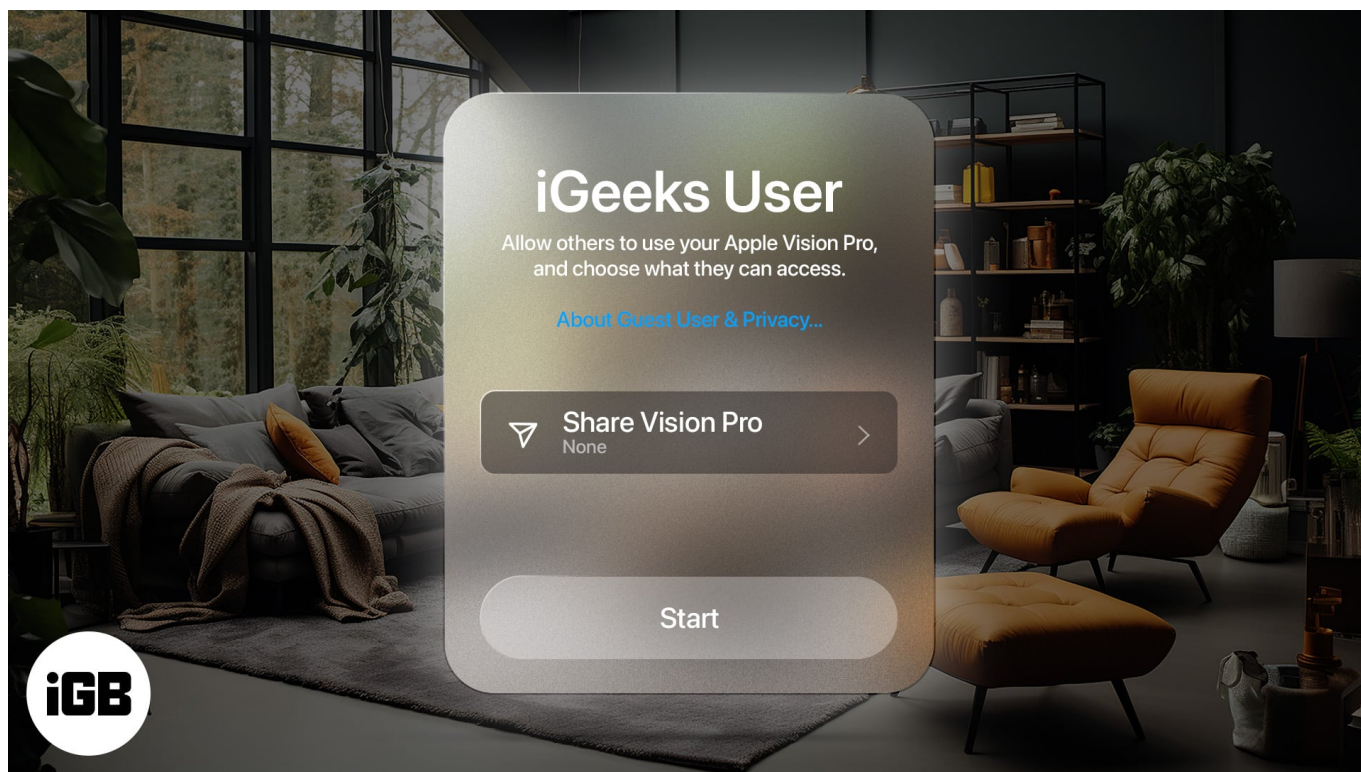 iGeeks User
Allow others to use your Apple Vision Pro,
and choose what they can access.
About Guest User & Privacy...
Share Vision Pro
None
Start
iGB